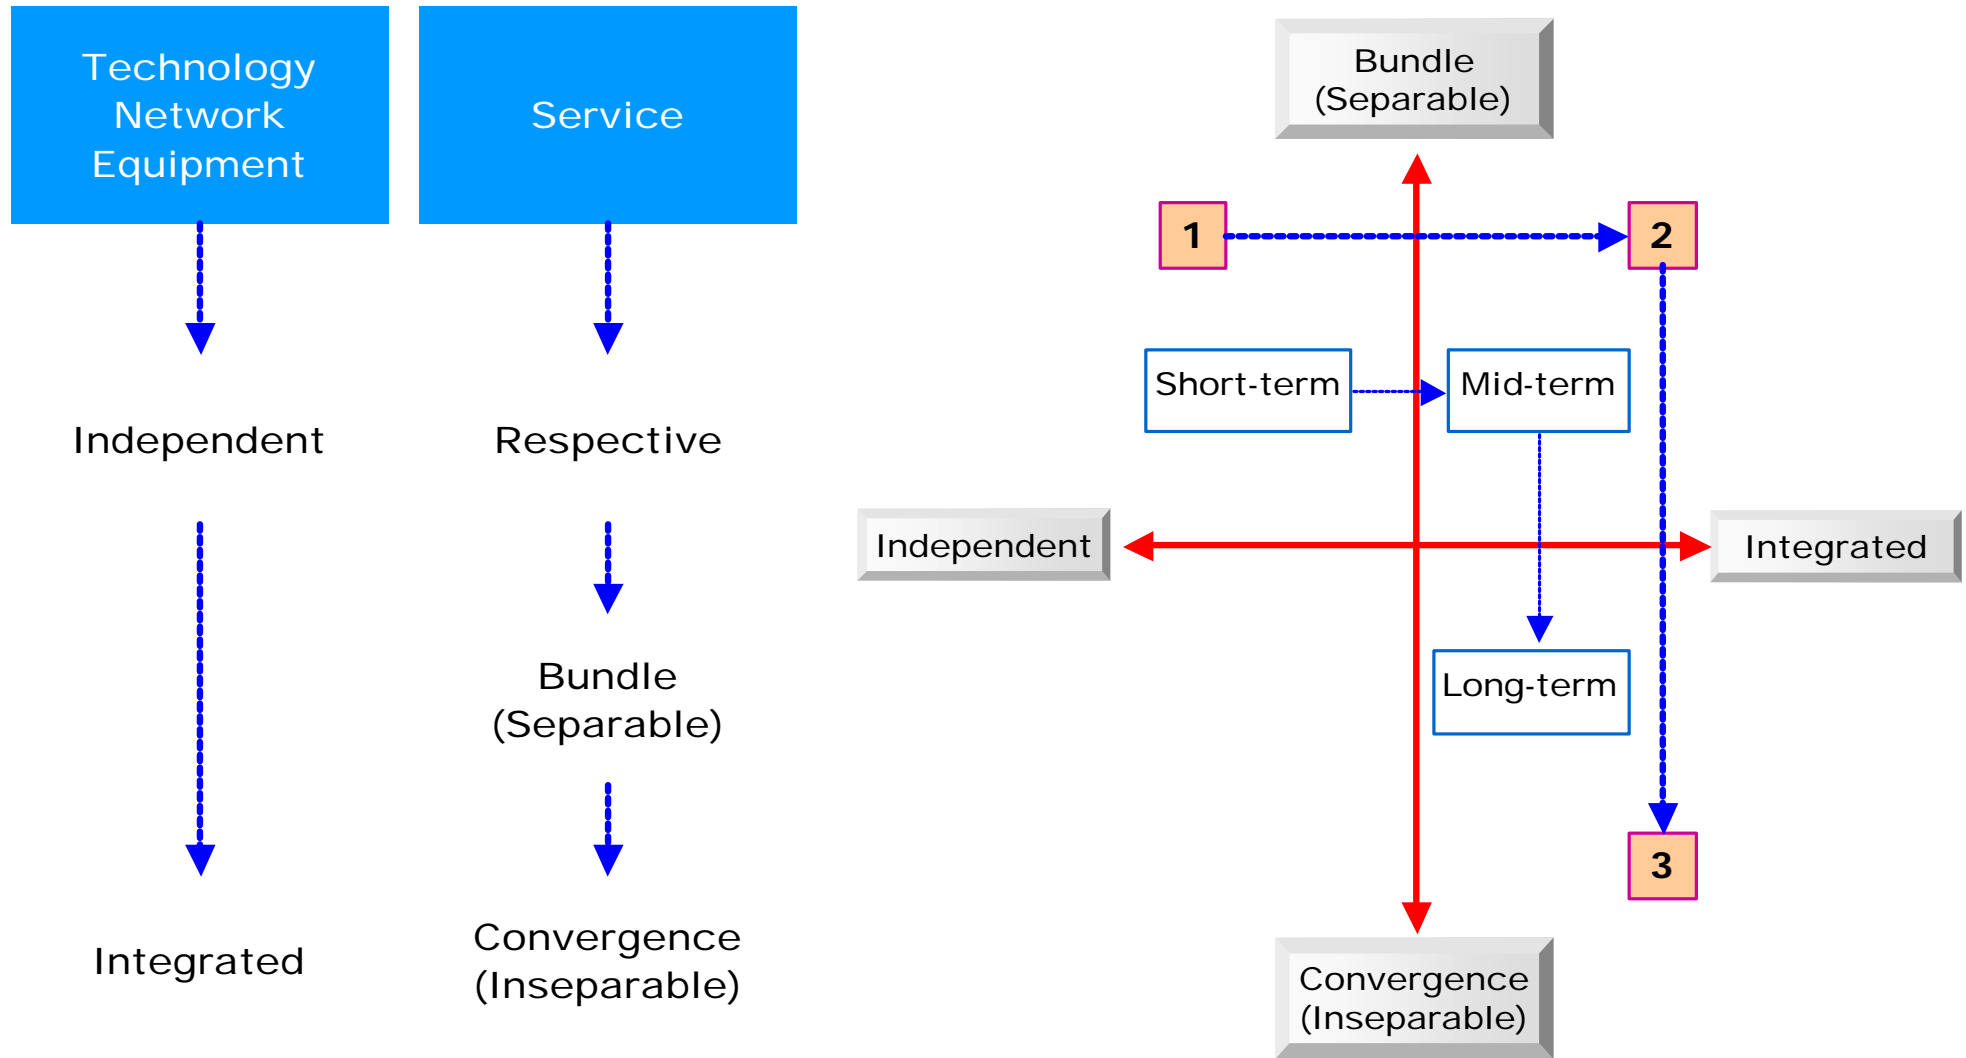 Technology
Network
Equipment
Service
Independent
Respective
Bundle
(Separable)
Integrated
Convergence
(Inseparable)
Bundle
(Separable)
1
2
Short-term
Mid-term
Independent
Integrated
Long-term
3
Convergence
(Inseparable)